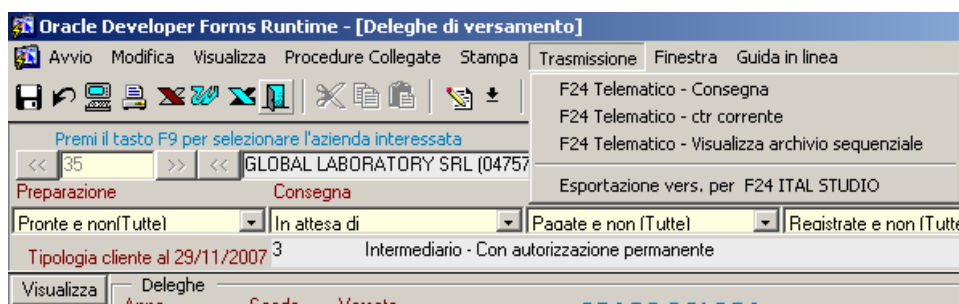 Oracle Developer Forms Runtime - [Deleghe di versamento]
Avvio Modifica Visualizza Procedure Collegate Stampa Trasmissione Finestra Guida in linea
F24 Telematico - Consegna
F24 Telematico - ctr corrente
F24 Telematico - Visualizza archivio sequenziale
Esportazione vers. per F24 ITAL STUDIO
Premi il tasto F9 per selezionare l'azienda interessata
<< 35 >> << GLOBAL LABORATORY SRL (04757
Preparazione Consegna
Pronte e non(Tutte) In attesa di Pagate e non (Tutte) Registrate e non (Tutte
Tipologia cliente al 29/11/2007 3 Intermediario - Con autorizzazione permanente
Visualizza Deleghe
Anno Versato